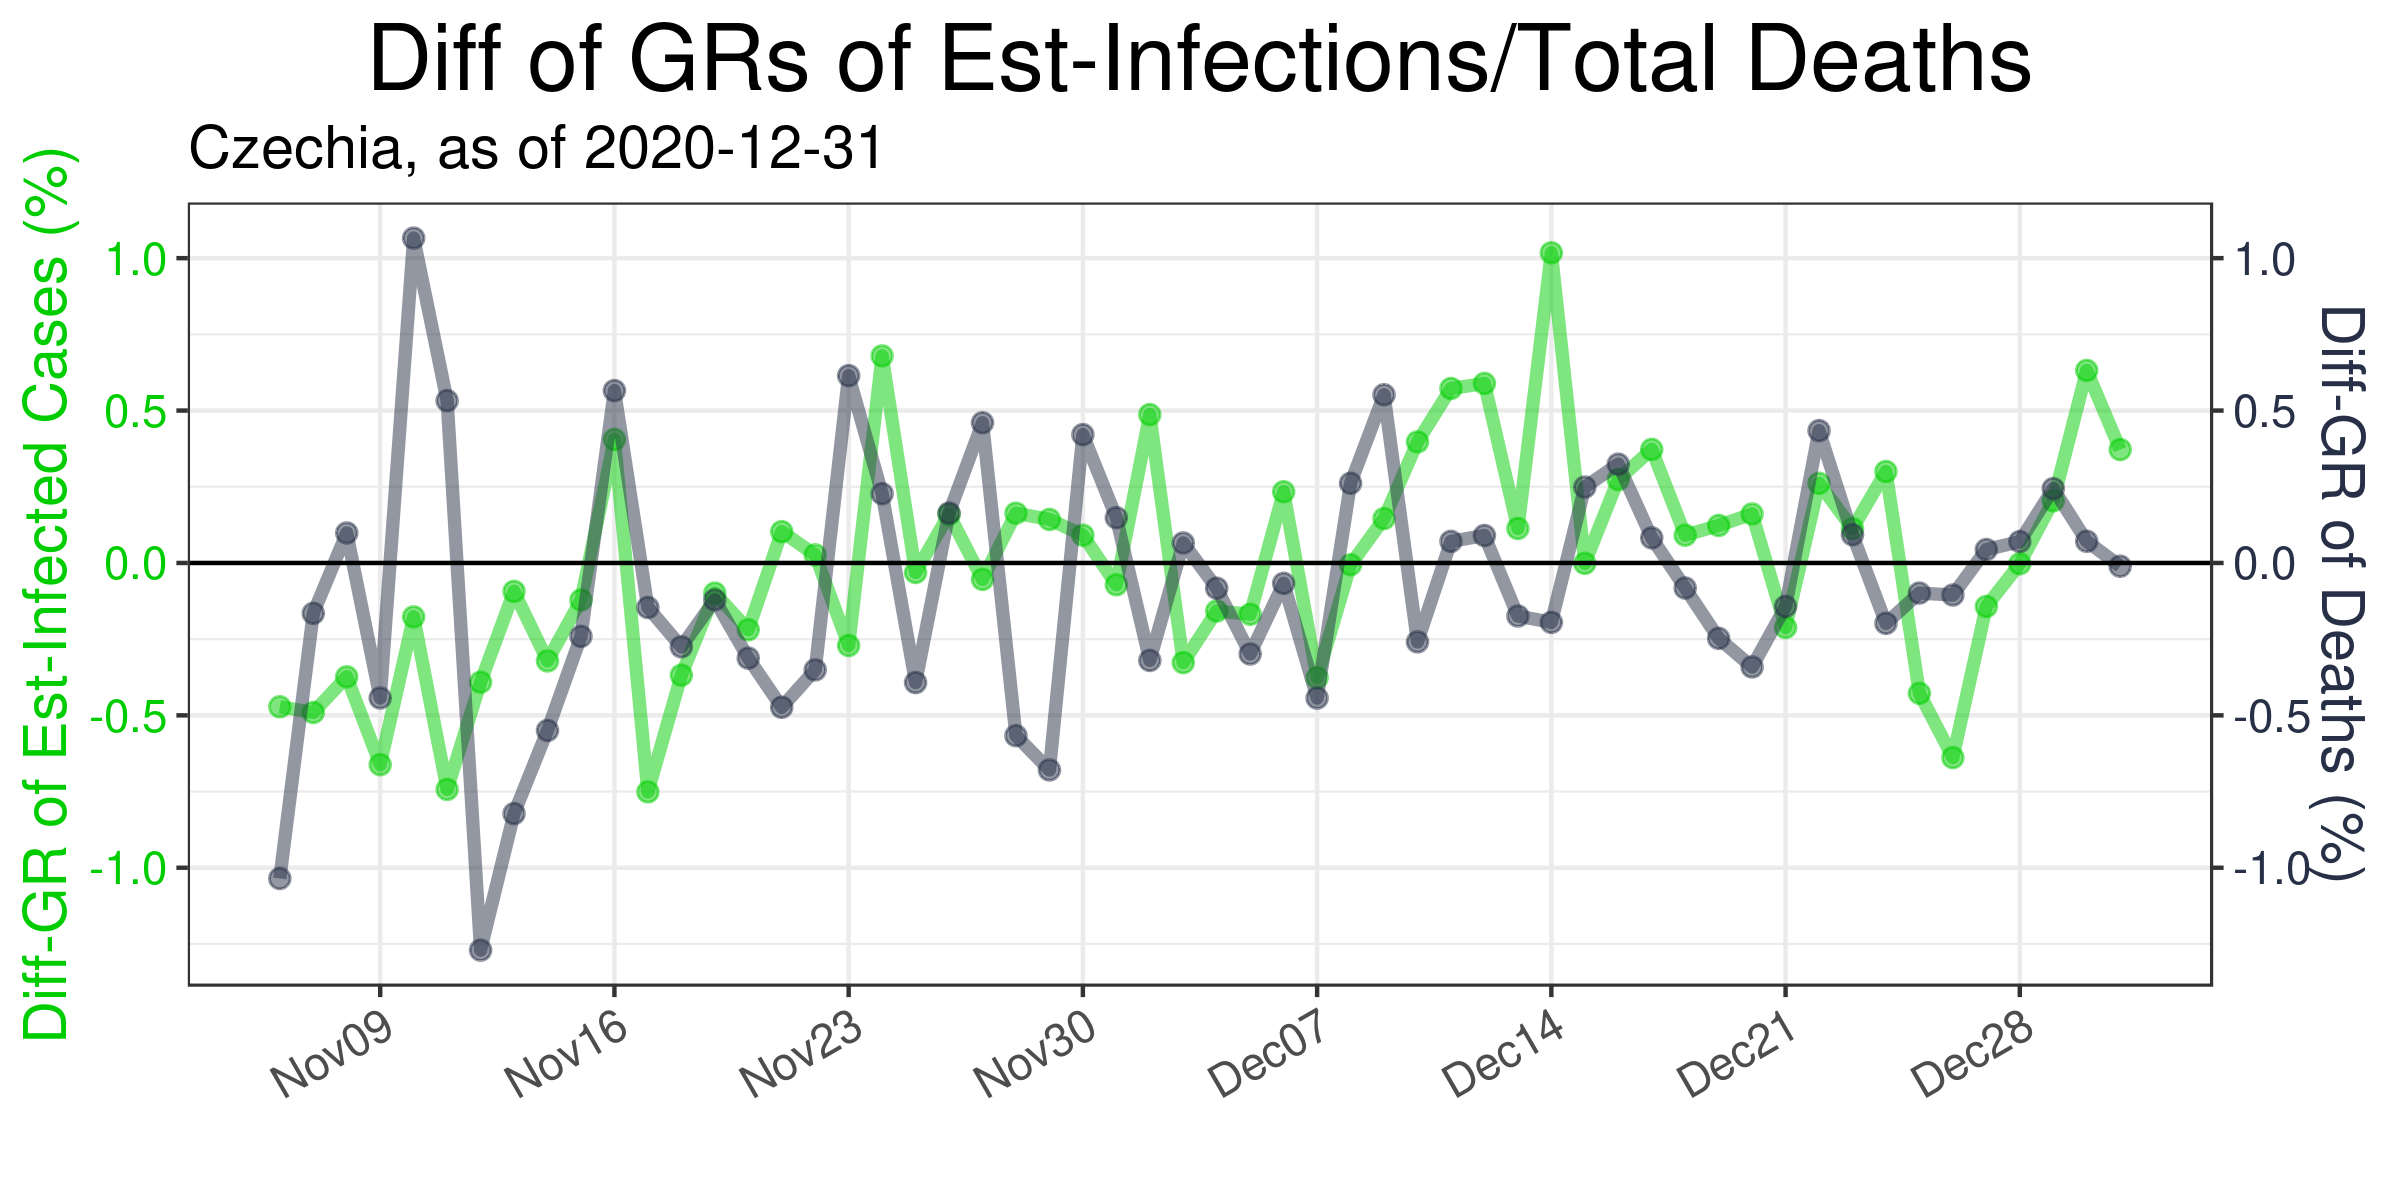 Diff of GRs of Est-Infections/Total Deaths
Czechia, as of 2020-12-31
Diff-GR of Est-Infected Cases (%)
1.0
0.5
0.0
-0.5
-1.0
1.0
0.5
0.0
-0.5
-1.0
Diff-GR of Deaths (%)
Nov09
Nov16
Nov23
Nov30
Dec07
Dec14
Dec21
Dec28